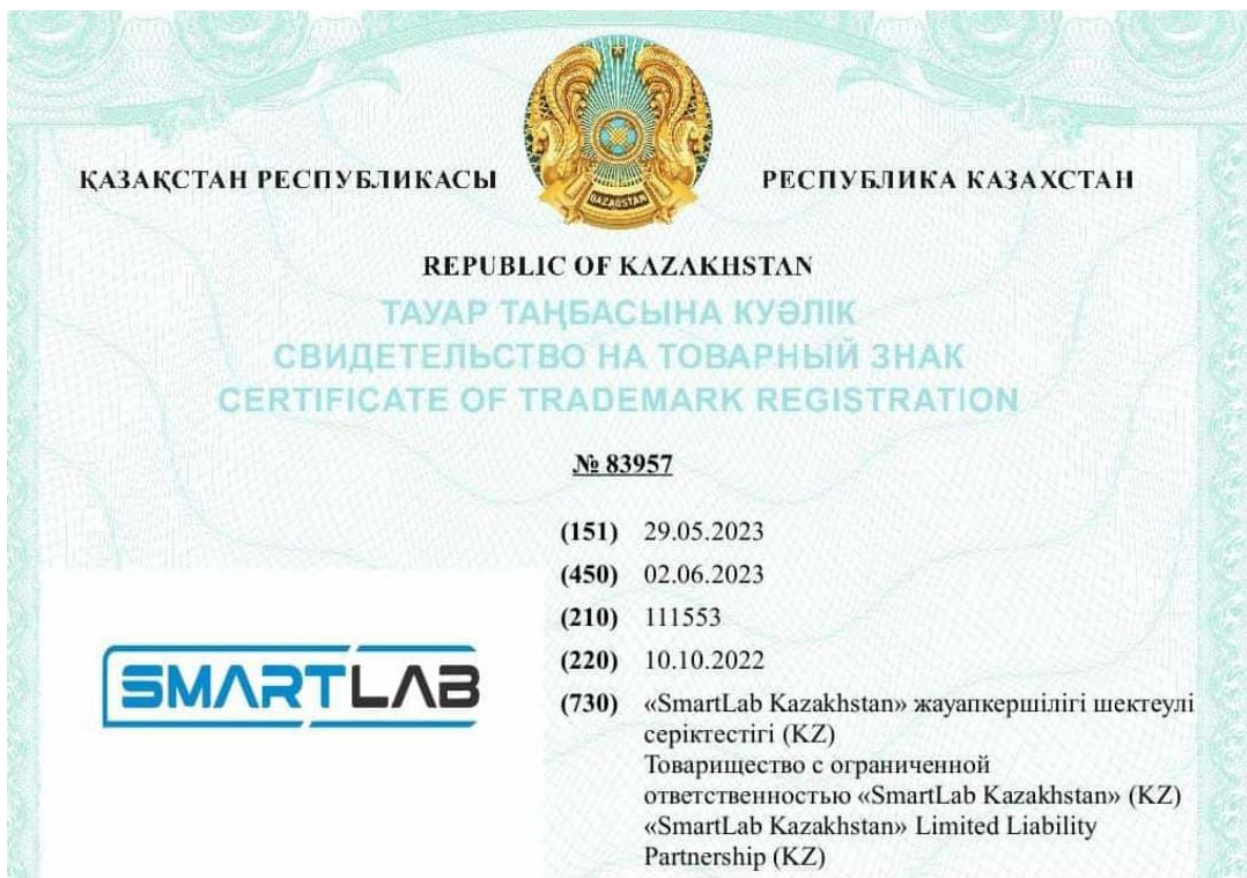 ҚАЗАҚСТАН РЕСПУБЛИКАСЫ
РЕСПУБЛИКА КАЗАХСТАН
QAZAQSTAN
REPUBLIC OF KAZAKHSTAN
ТАУАР ТАҢБАСЫНА КУӘЛІК
СВИДЕТЕЛЬСТВО НА ТОВАРНЫЙ ЗНАК
CERTIFICATE OF TRADEMARK REGISTRATION
№ 83957
(151) 29.05.2023
(450) 02.06.2023
(210) 111553
(220) 10.10.2022
SMARTLAB
(730) «SmartLab Kazakhstan» жауапкершілігі шектеулі
серіктестігі (KZ)
Товарищество с ограниченной
ответственностью «SmartLab Kazakhstan» (KZ)
«SmartLab Kazakhstan» Limited Liability
Partnership (KZ)